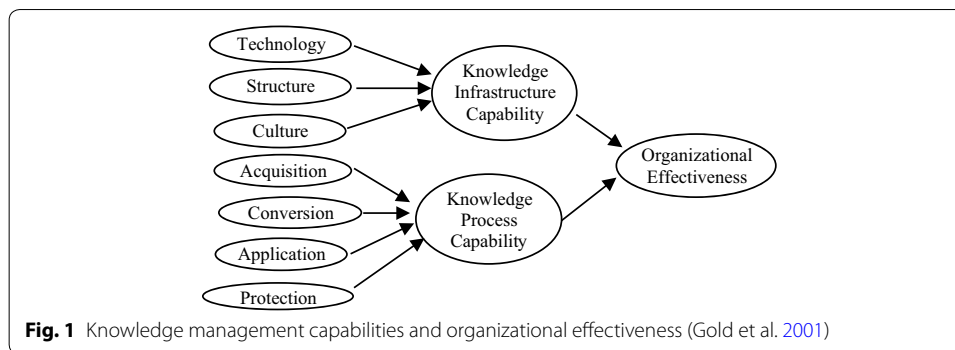 Technology
Structure
Culture
Acquisition
Conversion
Application
Protection
Knowledge
Infrastructure
Capability
Knowledge
Process
Capability
Organizational
Effectiveness
Fig. 1 Knowledge management capabilities and organizational effectiveness (Gold et al. 2001)